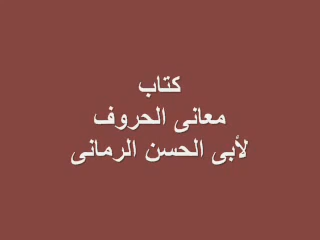 كتاب
معانى الحروف
لأبى الحسن الرمانى